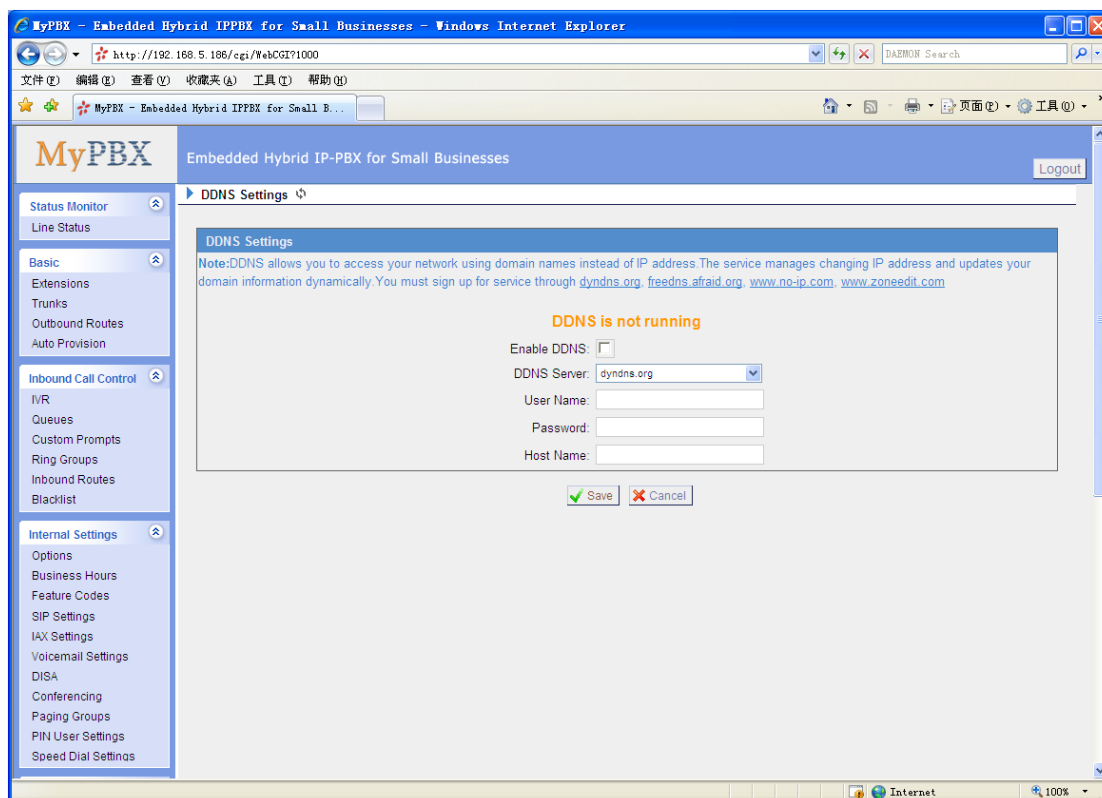 MyPBX - Embedded Hybrid IPPBX for Small Businesses - Windows Internet Explorer
http://192.168.5.186/cgi/WebCGI?1000
DAEMON Search
文件(F) 编辑(E) 查看(V) 收藏夹(A) 工具(T) 帮助(H)
MyPBX - Embedded Hybrid IPPBX for Small B...
页面(P) 工具(O)
MyPBX
Embedded Hybrid IP-PBX for Small Businesses
Logout
Status Monitor
Line Status
Basic
Extensions
Trunks
Outbound Routes
Auto Provision
Inbound Call Control
IVR
Queues
Custom Prompts
Ring Groups
Inbound Routes
Blacklist
Internal Settings
Options
Business Hours
Feature Codes
SIP Settings
IAX Settings
Voicemail Settings
DISA
Conferencing
Paging Groups
PIN User Settings
Speed Dial Settings
DDNS Settings
DDNS Settings
Note:DDNS allows you to access your network using domain names instead of IP address.The service manages changing IP address and updates your
domain information dynamically.You must sign up for service through dyndns.org, freedns.afraid.org, www.no-ip.com, www.zoneedit.com
DDNS is not running
Enable DDNS:
DDNS Server: dyndns.org
User Name:
Password:
Host Name:
Save Cancel
Internet 100%